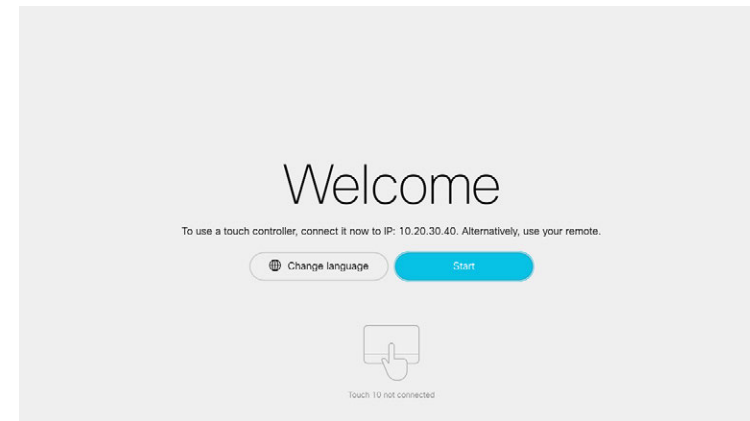 Welcome
To use a touch controller, connect it now to IP: 10.20.30.40. Alternatively, use your remote.
Change language
Start
Touch 10 not connected